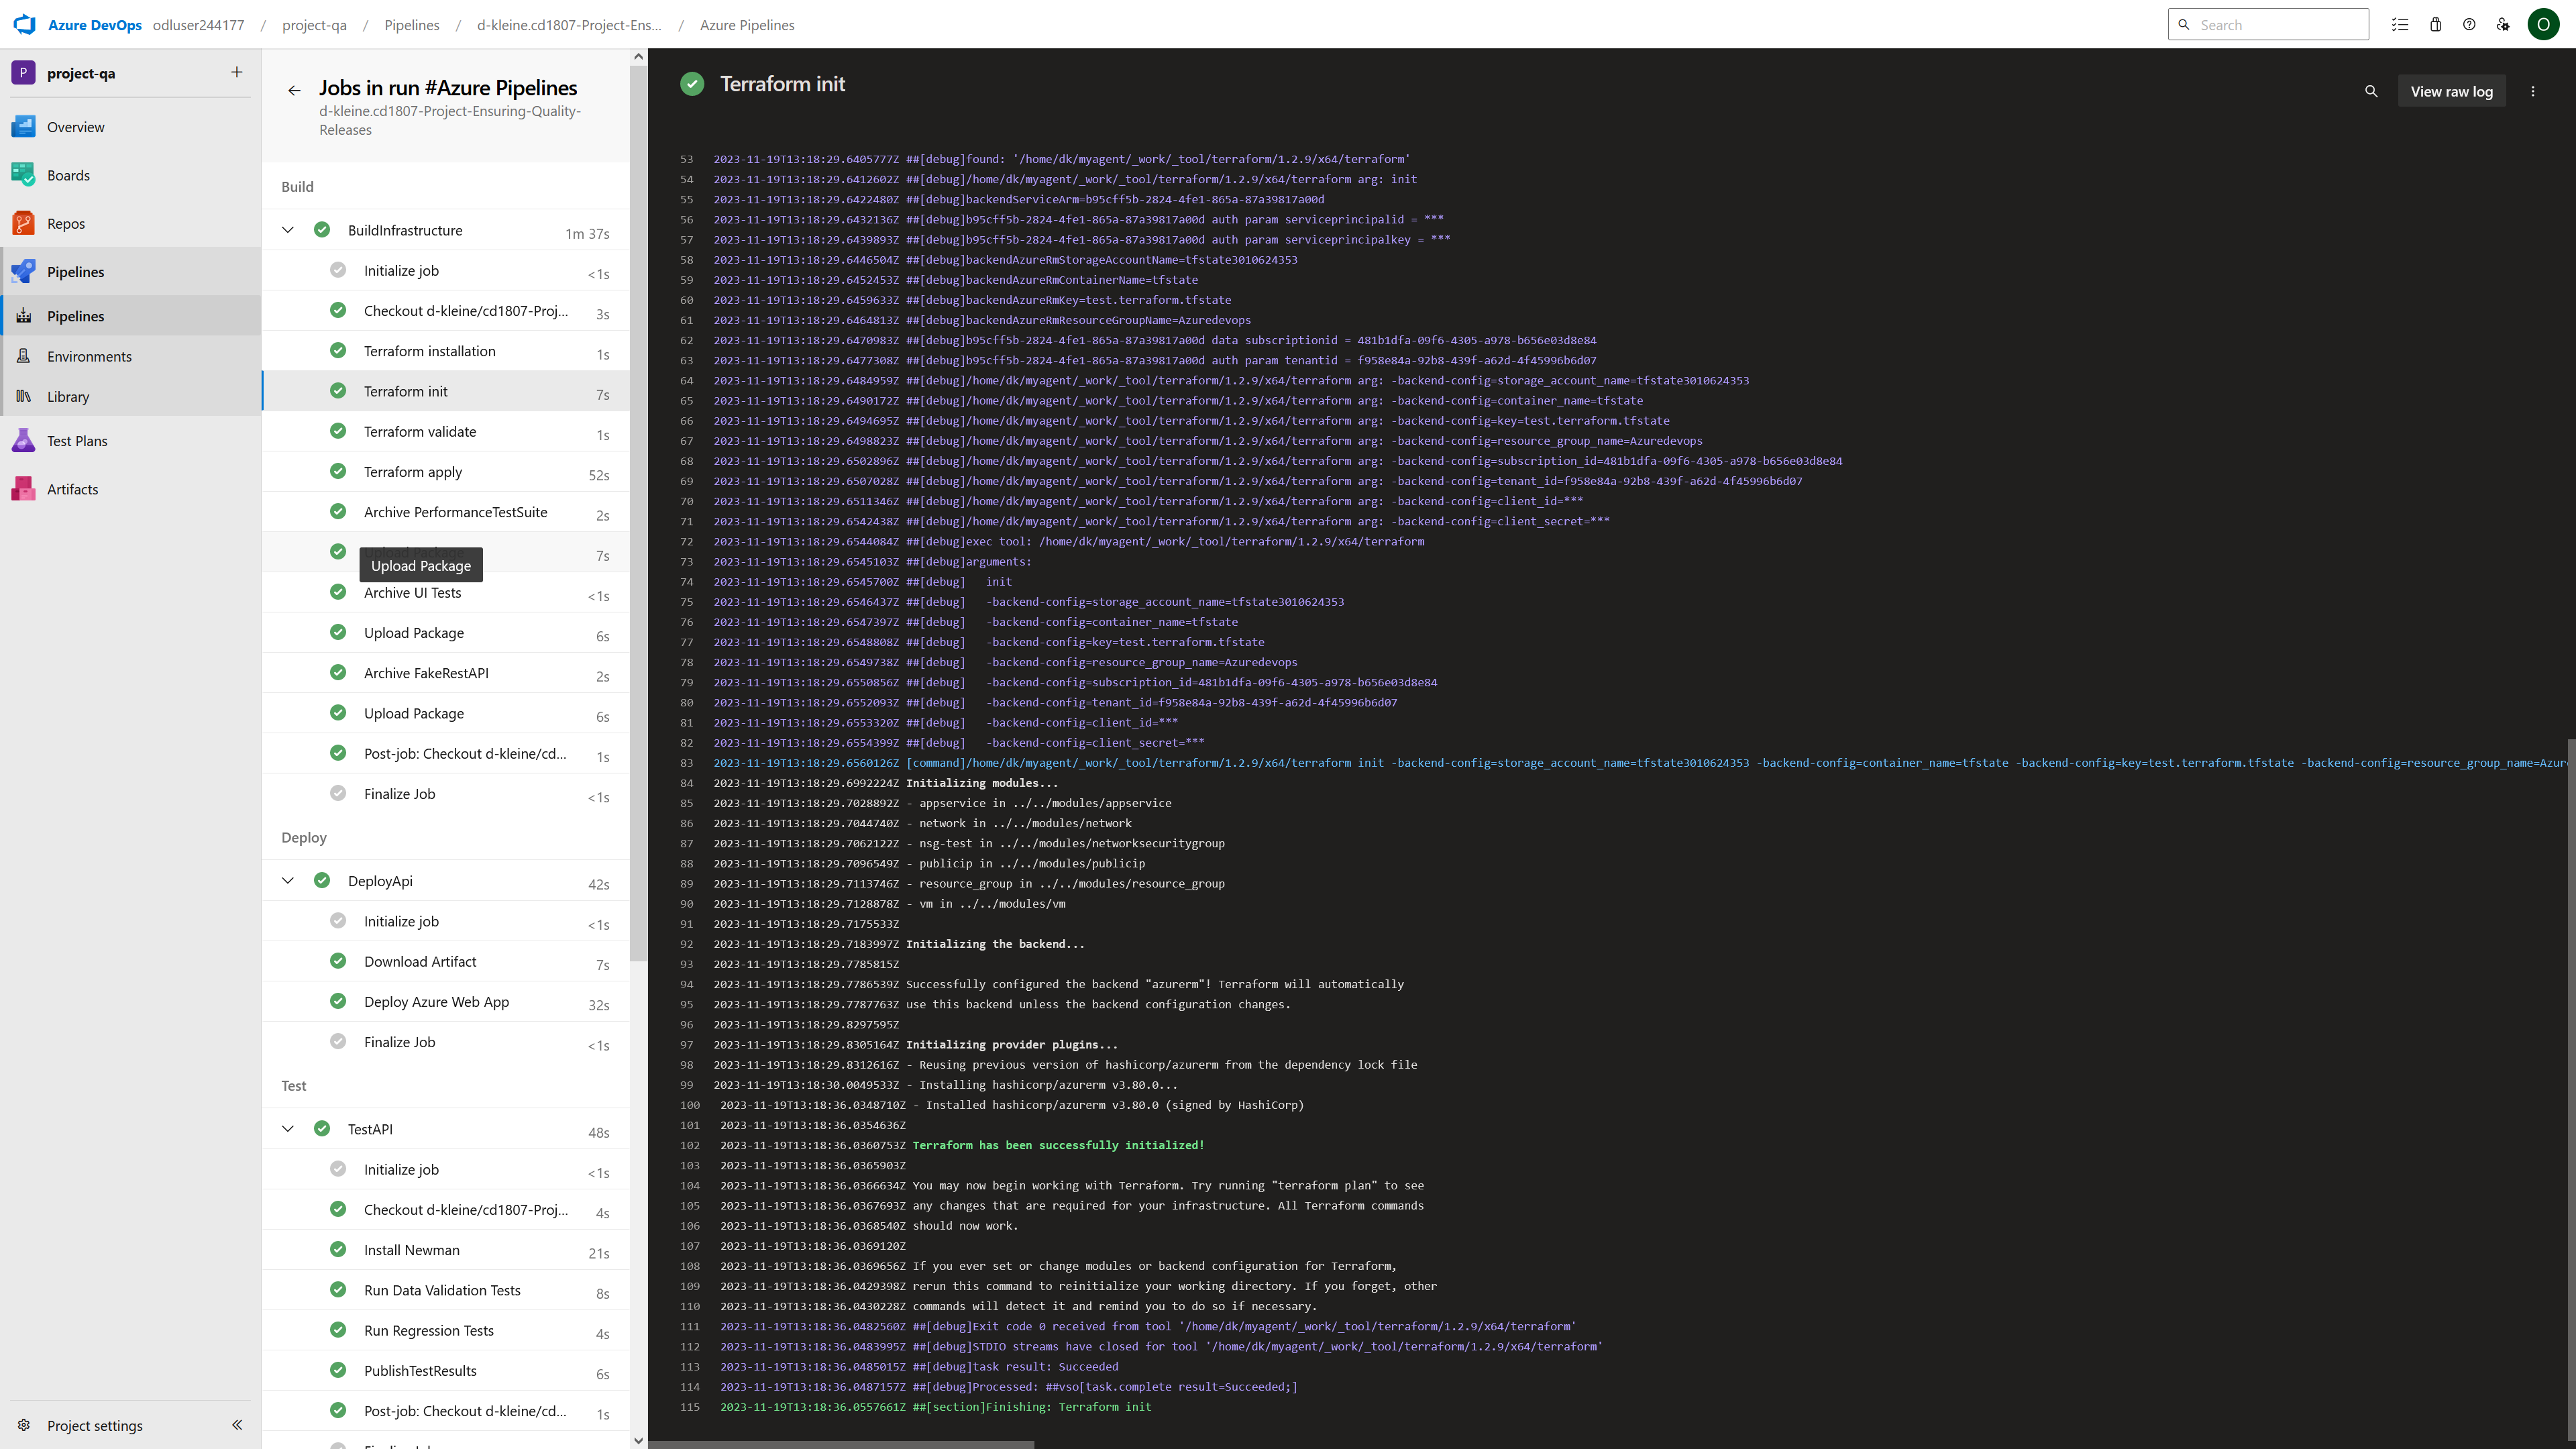 Azure DevOps odluser244177 / project-qa / Pipelines / d-kleine.cd1807-Project-Ens... / Azure Pipelines
Search
O
P project-qa
Overview
Boards
Repos
Pipelines
Pipelines
Environments
Library
Test Plans
Artifacts
Project settings
Jobs in run #Azure Pipelines
d-kleine.cd1807-Project-Ensuring-Quality-
Releases
Build
BuildInfrastructure 1m 37s
Initialize job <1s
Checkout d-kleine/cd1807-Proj... 3s
Terraform installation 1s
Terraform init 7s
Terraform validate 1s
Terraform apply 52s
Archive PerformanceTestSuite 2s
Upload Package 7s
Upload Package
Archive UI Tests <1s
Upload Package 6s
Archive FakeRestAPI 2s
Upload Package 6s
Post-job: Checkout d-kleine/cd... 1s
Finalize Job <1s
Deploy
DeployApi 42s
Initialize job <1s
Download Artifact 7s
Deploy Azure Web App 32s
Finalize Job <1s
Test
TestAPI 48s
Initialize job <1s
Checkout d-kleine/cd1807-Proj... 4s
Install Newman 21s
Run Data Validation Tests 8s
Run Regression Tests 4s
PublishTestResults 6s
Post-job: Checkout d-kleine/cd... 1s
Terraform init
View raw log
53 2023-11-19T13:18:29.6405777Z ##[debug]found: '/home/dk/myagent/_work/_tool/terraform/1.2.9/x64/terraform'
54 2023-11-19T13:18:29.6412602Z ##[debug]/home/dk/myagent/_work/_tool/terraform/1.2.9/x64/terraform arg: init
55 2023-11-19T13:18:29.6422480Z ##[debug]backendServiceArm=b95cff5b-2824-4fe1-865a-87a39817a00d
56 2023-11-19T13:18:29.6432136Z ##[debug]b95cff5b-2824-4fe1-865a-87a39817a00d auth param serviceprincipalid = ***
57 2023-11-19T13:18:29.6439893Z ##[debug]b95cff5b-2824-4fe1-865a-87a39817a00d auth param serviceprincipalkey = ***
58 2023-11-19T13:18:29.6446504Z ##[debug]backendAzureRmStorageAccountName=tfstate3010624353
59 2023-11-19T13:18:29.6452453Z ##[debug]backendAzureRmContainerName=tfstate
60 2023-11-19T13:18:29.6459633Z ##[debug]backendAzureRmKey=test.terraform.tfstate
61 2023-11-19T13:18:29.6464813Z ##[debug]backendAzureRmResourceGroupName=Azuredevops
62 2023-11-19T13:18:29.6470983Z ##[debug]b95cff5b-2824-4fe1-865a-87a39817a00d data subscriptionid = 481b1dfa-09f6-4305-a978-b656e03d8e84
63 2023-11-19T13:18:29.6477308Z ##[debug]b95cff5b-2824-4fe1-865a-87a39817a00d auth param tenantid = f958e84a-92b8-439f-a62d-4f45996b6d07
64 2023-11-19T13:18:29.6484959Z ##[debug]/home/dk/myagent/_work/_tool/terraform/1.2.9/x64/terraform arg: -backend-config=storage_account_name=tfstate3010624353
65 2023-11-19T13:18:29.6490172Z ##[debug]/home/dk/myagent/_work/_tool/terraform/1.2.9/x64/terraform arg: -backend-config=container_name=tfstate
66 2023-11-19T13:18:29.6494695Z ##[debug]/home/dk/myagent/_work/_tool/terraform/1.2.9/x64/terraform arg: -backend-config=key=test.terraform.tfstate
67 2023-11-19T13:18:29.6498823Z ##[debug]/home/dk/myagent/_work/_tool/terraform/1.2.9/x64/terraform arg: -backend-config=resource_group_name=Azuredevops
68 2023-11-19T13:18:29.6502896Z ##[debug]/home/dk/myagent/_work/_tool/terraform/1.2.9/x64/terraform arg: -backend-config=subscription_id=481b1dfa-09f6-4305-a978-b656e03d8e84
69 2023-11-19T13:18:29.6507028Z ##[debug]/home/dk/myagent/_work/_tool/terraform/1.2.9/x64/terraform arg: -backend-config=tenant_id=f958e84a-92b8-439f-a62d-4f45996b6d07
70 2023-11-19T13:18:29.6511346Z ##[debug]/home/dk/myagent/_work/_tool/terraform/1.2.9/x64/terraform arg: -backend-config=client_id=***
71 2023-11-19T13:18:29.6542438Z ##[debug]/home/dk/myagent/_work/_tool/terraform/1.2.9/x64/terraform arg: -backend-config=client_secret=***
72 2023-11-19T13:18:29.6544084Z ##[debug]exec tool: /home/dk/myagent/_work/_tool/terraform/1.2.9/x64/terraform
73 2023-11-19T13:18:29.6545103Z ##[debug]arguments:
74 2023-11-19T13:18:29.6545700Z ##[debug] init
75 2023-11-19T13:18:29.6546437Z ##[debug] -backend-config=storage_account_name=tfstate3010624353
76 2023-11-19T13:18:29.6547397Z ##[debug] -backend-config=container_name=tfstate
77 2023-11-19T13:18:29.6548808Z ##[debug] -backend-config=key=test.terraform.tfstate
78 2023-11-19T13:18:29.6549738Z ##[debug] -backend-config=resource_group_name=Azuredevops
79 2023-11-19T13:18:29.6550856Z ##[debug] -backend-config=subscription_id=481b1dfa-09f6-4305-a978-b656e03d8e84
80 2023-11-19T13:18:29.6552093Z ##[debug] -backend-config=tenant_id=f958e84a-92b8-439f-a62d-4f45996b6d07
81 2023-11-19T13:18:29.6553320Z ##[debug] -backend-config=client_id=***
82 2023-11-19T13:18:29.6554399Z ##[debug] -backend-config=client_secret=***
83 2023-11-19T13:18:29.6560126Z [command]/home/dk/myagent/_work/_tool/terraform/1.2.9/x64/terraform init -backend-config=storage_account_name=tfstate3010624353 -backend-config=container_name=tfstate -backend-config=key=test.terraform.tfstate -backend-config=resource_group_name=Azur
84 2023-11-19T13:18:29.6992224Z Initializing modules...
85 2023-11-19T13:18:29.7028892Z - appservice in ../../modules/appservice
86 2023-11-19T13:18:29.7044740Z - network in ../../modules/network
87 2023-11-19T13:18:29.7062122Z - nsg-test in ../../modules/networksecuritygroup
88 2023-11-19T13:18:29.7096549Z - publicip in ../../modules/publicip
89 2023-11-19T13:18:29.7113746Z - resource_group in ../../modules/resource_group
90 2023-11-19T13:18:29.7128878Z - vm in ../../modules/vm
91 2023-11-19T13:18:29.7175533Z
92 2023-11-19T13:18:29.7183997Z Initializing the backend...
93 2023-11-19T13:18:29.7785815Z
94 2023-11-19T13:18:29.7786539Z Successfully configured the backend "azurerm"! Terraform will automatically
95 2023-11-19T13:18:29.7787763Z use this backend unless the backend configuration changes.
96 2023-11-19T13:18:29.8297595Z
97 2023-11-19T13:18:29.8305164Z Initializing provider plugins...
98 2023-11-19T13:18:29.8312616Z - Reusing previous version of hashicorp/azurerm from the dependency lock file
99 2023-11-19T13:18:30.0049533Z - Installing hashicorp/azurerm v3.80.0...
100 2023-11-19T13:18:36.0348710Z - Installed hashicorp/azurerm v3.80.0 (signed by HashiCorp)
101 2023-11-19T13:18:36.0354636Z
102 2023-11-19T13:18:36.0360753Z Terraform has been successfully initialized!
103 2023-11-19T13:18:36.0365903Z
104 2023-11-19T13:18:36.0366634Z You may now begin working with Terraform. Try running "terraform plan" to see
105 2023-11-19T13:18:36.0367693Z any changes that are required for your infrastructure. All Terraform commands
106 2023-11-19T13:18:36.0368540Z should now work.
107 2023-11-19T13:18:36.0369120Z
108 2023-11-19T13:18:36.0369656Z If you ever set or change modules or backend configuration for Terraform,
109 2023-11-19T13:18:36.0429398Z rerun this command to reinitialize your working directory. If you forget, other
110 2023-11-19T13:18:36.0430228Z commands will detect it and remind you to do so if necessary.
111 2023-11-19T13:18:36.0482560Z ##[debug]Exit code 0 received from tool '/home/dk/myagent/_work/_tool/terraform/1.2.9/x64/terraform'
112 2023-11-19T13:18:36.0483995Z ##[debug]STDIO streams have closed for tool '/home/dk/myagent/_work/_tool/terraform/1.2.9/x64/terraform'
113 2023-11-19T13:18:36.0485015Z ##[debug]task result: Succeeded
114 2023-11-19T13:18:36.0487157Z ##[debug]Processed: ##vso[task.complete result=Succeeded;]
115 2023-11-19T13:18:36.0557661Z ##[section]Finishing: Terraform init